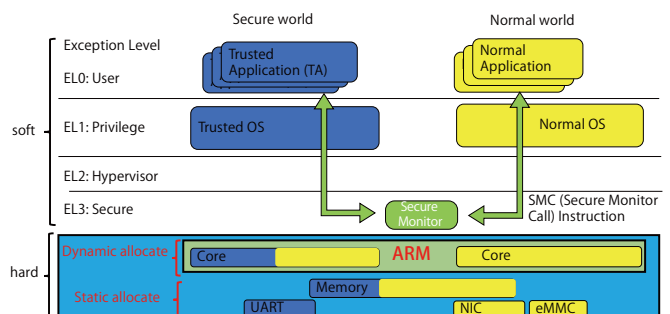 Secure world
Normal world
Exception Level
Trusted
Application (TA)
Normal
Application
EL0: User
soft
EL1: Privilege
Trusted OS
Normal OS
EL2: Hypervisor
EL3: Secure
Secure
Monitor
SMC (Secure Monitor
Call) Instruction
hard
Dynamic allocate
Core
ARM
Core
Static allocate
Memory
UART
NIC
eMMC